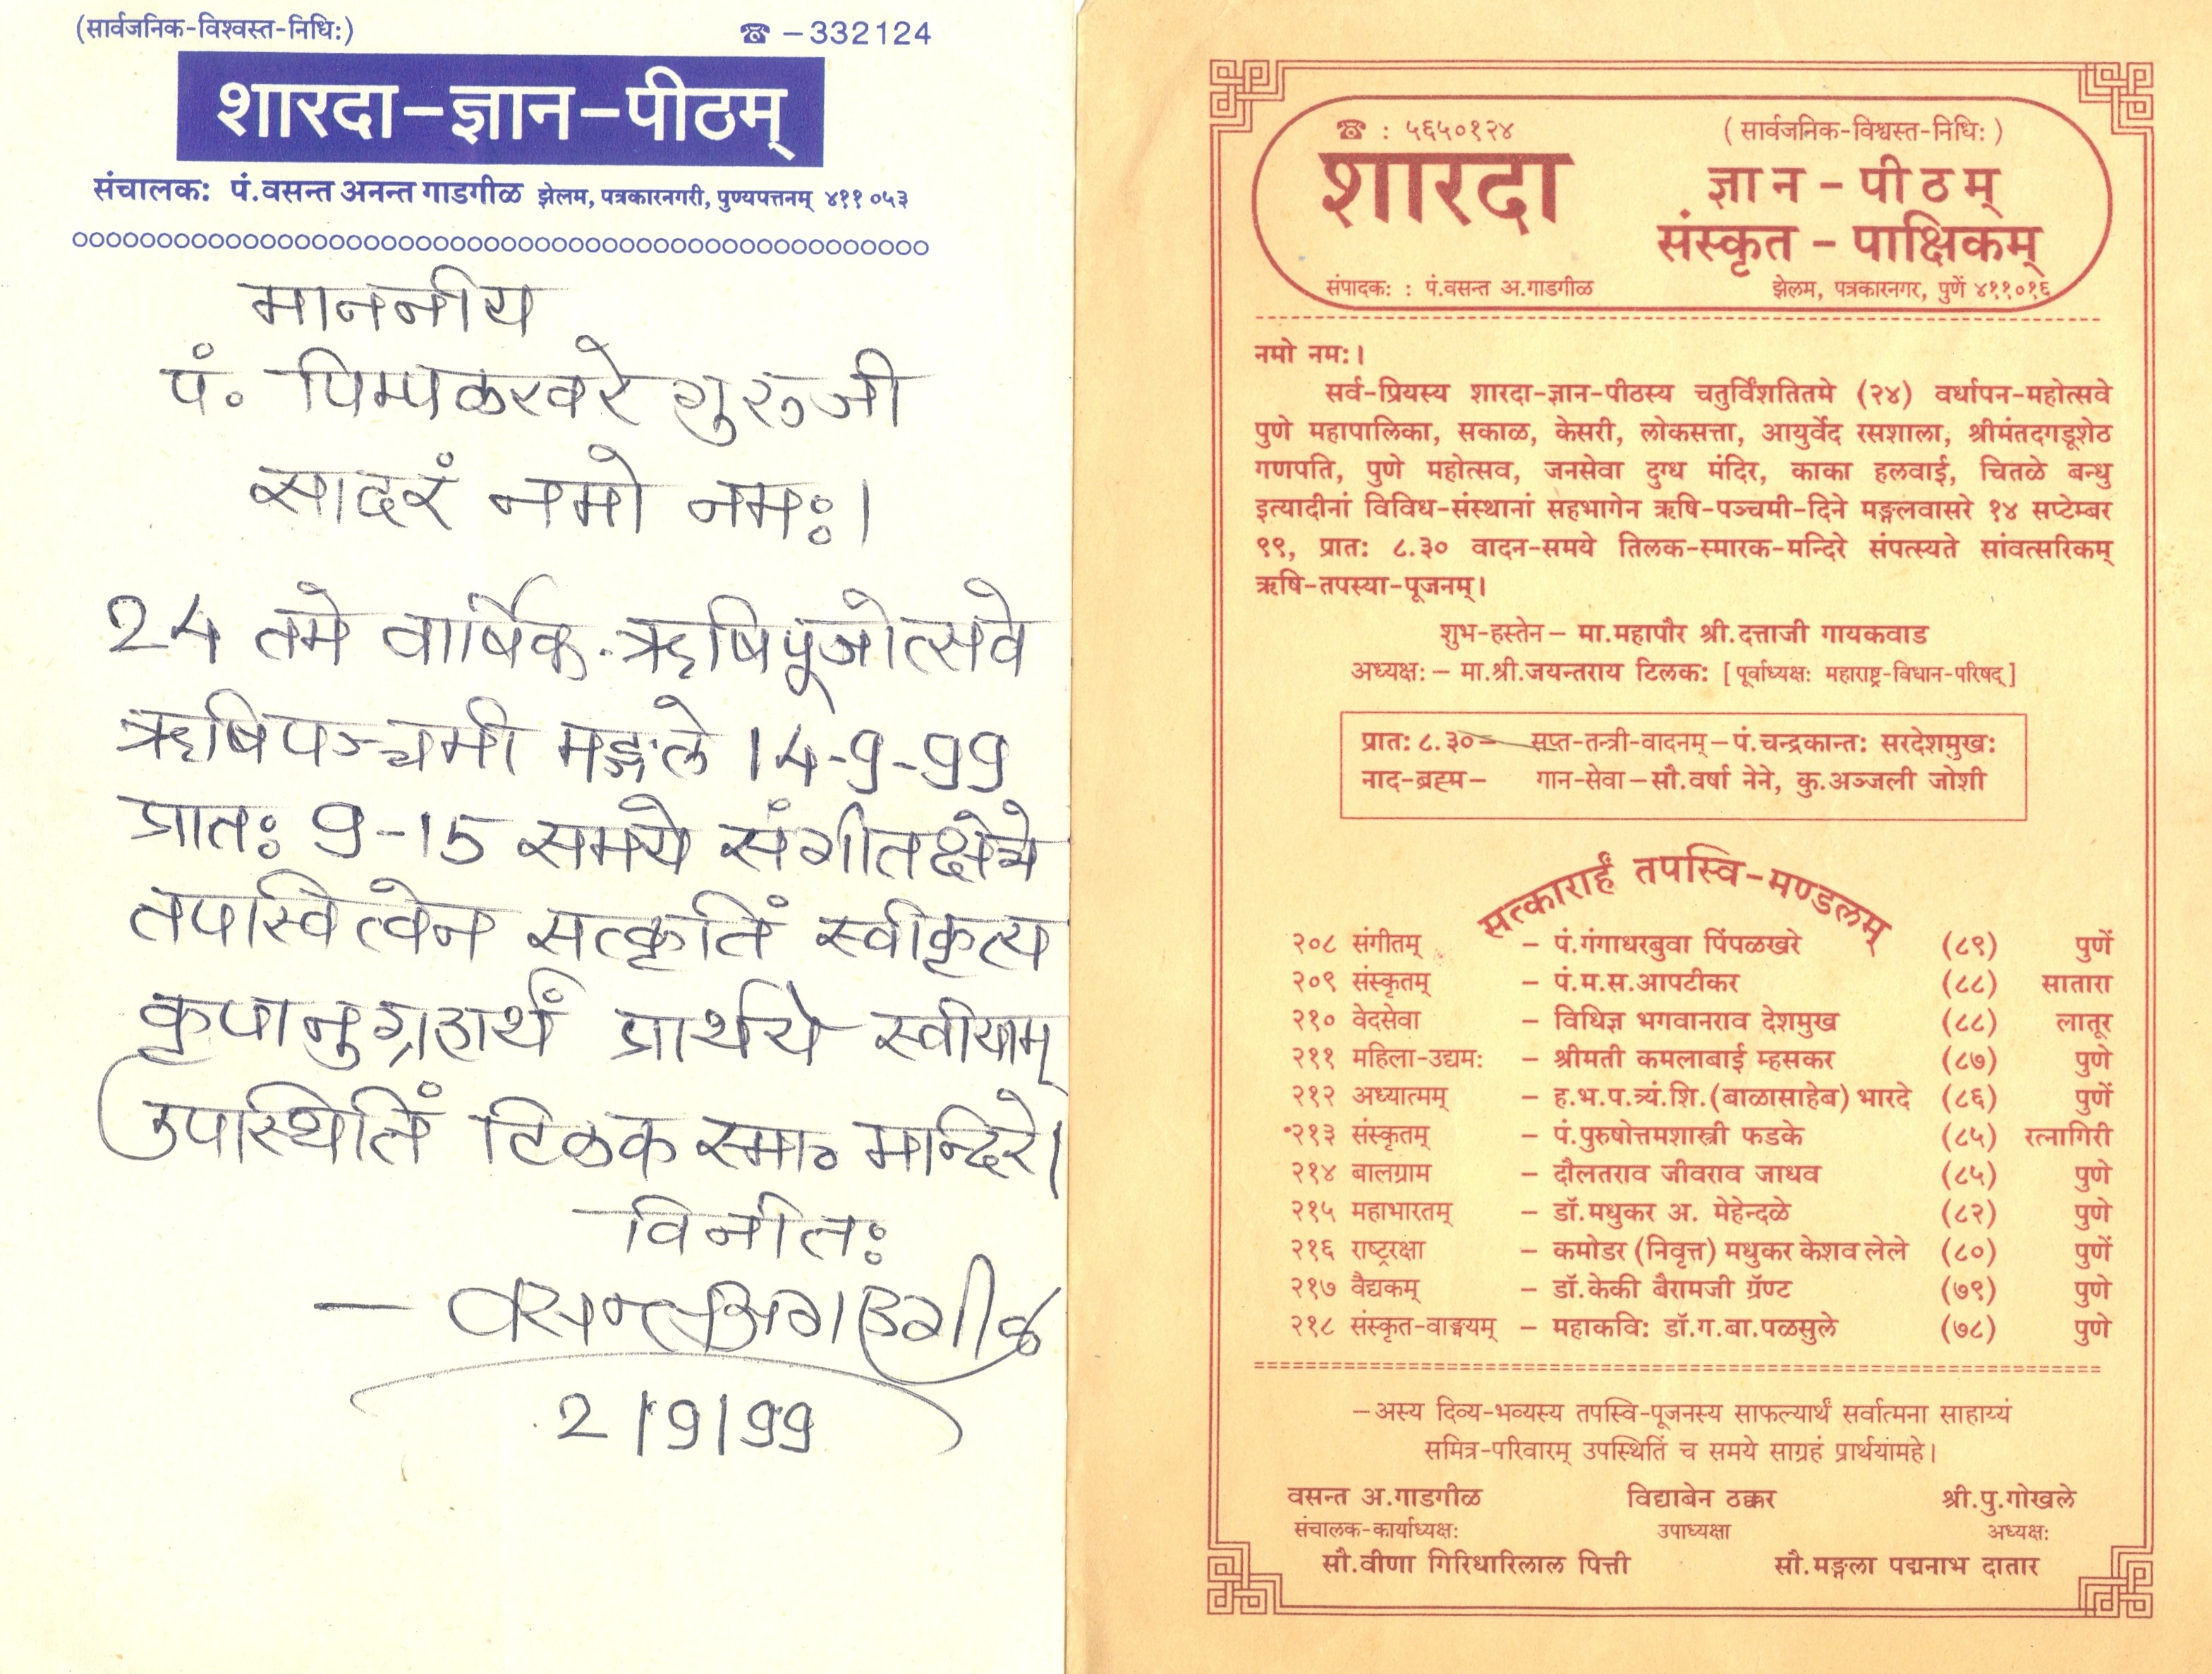 (सार्वजनिक-विश्वस्त-निधिः)
☎ -332124
शारदा-ज्ञान-पीठम्
संचालकः पं.वसन्त अनन्त गाडगीळ झेलम, पत्रकारनगरी, पुण्यपत्तनम् ४११ ०५३
माननीय
पं. पिम्पळखरे गुरुजी
सादरं नमो नमः।
24 तमे वार्षिक-ऋषिपूजोत्सवे
ऋषिपञ्चमी मङ्गले 14-9-99
प्रातः 9-15 समये संगीतक्षेत्रे
तपस्वित्वेन सत्कृतिं स्वीकृत्य
कृपानुग्रहार्थं प्रार्थये स्वीयाम्
उपस्थितिं टिळक स्मा॰ मन्दिरे।
विनीतः
- वसन्त अ गाडगीळ
2/9/99
☎ : ५६५०१२४
(सार्वजनिक-विश्वस्त-निधिः)
शारदा
ज्ञान-पीठम्
संस्कृत-पाक्षिकम्
संपादकः : पं.वसन्त अ.गाडगीळ
झेलम, पत्रकारनगर, पुणें ४११०१६
नमो नमः।
सर्व-प्रियस्य शारदा-ज्ञान-पीठस्य चतुर्विंशतितमे (२४) वर्धापन-महोत्सवे
पुणे महापालिका, सकाळ, केसरी, लोकसत्ता, आयुर्वेद रसशाला, श्रीमंतदगडूशेठ
गणपति, पुणे महोत्सव, जनसेवा दुग्ध मंदिर, काका हलवाई, चितळे बन्धु
इत्यादीनां विविध-संस्थानां सहभागेन ऋषि-पञ्चमी-दिने मङ्गलवासरे १४ सप्टेम्बर
९९, प्रातः ८.३० वादन-समये तिलक-स्मारक-मन्दिरे संपत्स्यते सांवत्सरिकम्
ऋषि-तपस्या-पूजनम्।
शुभ-हस्तेन- मा.महापौर श्री.दत्ताजी गायकवाड
अध्यक्षः- मा.श्री.जयन्तराय टिलकः [पूर्वाध्यक्षः महाराष्ट्र-विधान-परिषद्]
प्रातः ८.३०- सप्त-तन्त्री-वादनम्-पं.चन्द्रकान्तः सरदेशमुखः
नाद-ब्रह्म- गान-सेवा-सौ.वर्षा नेने, कु.अञ्जली जोशी
सत्कारार्हं तपस्वि-मण्डलम्
२०८ संगीतम् - पं.गंगाधरबुवा पिंपळखरे (८९) पुणें
२०९ संस्कृतम् - पं.म.स.आपटीकर (८८) सातारा
२१० वेदसेवा - विधिज्ञ भगवानराव देशमुख (८८) लातूर
२११ महिला-उद्यमः - श्रीमती कमलाबाई म्हसकर (८७) पुणे
२१२ अध्यात्मम् - ह.भ.प.त्र्यं.शि.(बाळासाहेब) भारदे (८६) पुणें
२१३ संस्कृतम् - पं.पुरुषोत्तमशास्त्री फडके (८५) रत्नागिरी
२१४ बालग्राम - दौलतराव जीवराव जाधव (८५) पुणे
२१५ महाभारतम् - डॉ.मधुकर अ. मेहेन्दळे (८२) पुणे
२१६ राष्ट्ररक्षा - कमोडर (निवृत्त) मधुकर केशव लेले (८०) पुणें
२१७ वैद्यकम् - डॉ.केकी बैरामजी ग्रॅण्ट (७९) पुणे
२१८ संस्कृत-वाङ्मयम् - महाकविः डॉ.ग.बा.पळसुले (७८) पुणे
-अस्य दिव्य-भव्यस्य तपस्वि-पूजनस्य साफल्यार्थं सर्वात्मना साहाय्यं
समित्र-परिवारम् उपस्थितिं च समये साग्रहं प्रार्थयामहे।
वसन्त अ.गाडगीळ विद्याबेन ठक्कर श्री.पु.गोखले
संचालक-कार्याध्यक्षः उपाध्यक्षा अध्यक्षः
सौ.वीणा गिरिधारिलाल पित्ती सौ.मङ्गला पद्मनाभ दातार